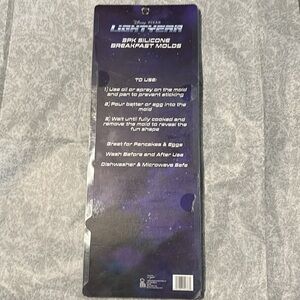 Disney PIXAR
LIGHTYEAR
2PK SILICONE
BREAKFAST MOLDS
TO USE:
1) Use oil or spray on the mold
and pan to prevent sticking
2) Pour batter or egg into the
mold
3) Wait until fully cooked and
remove the mold to reveal the
fun shape
Great for Pancakes & Eggs
Wash Before and After Use
Dishwasher & Microwave Safe